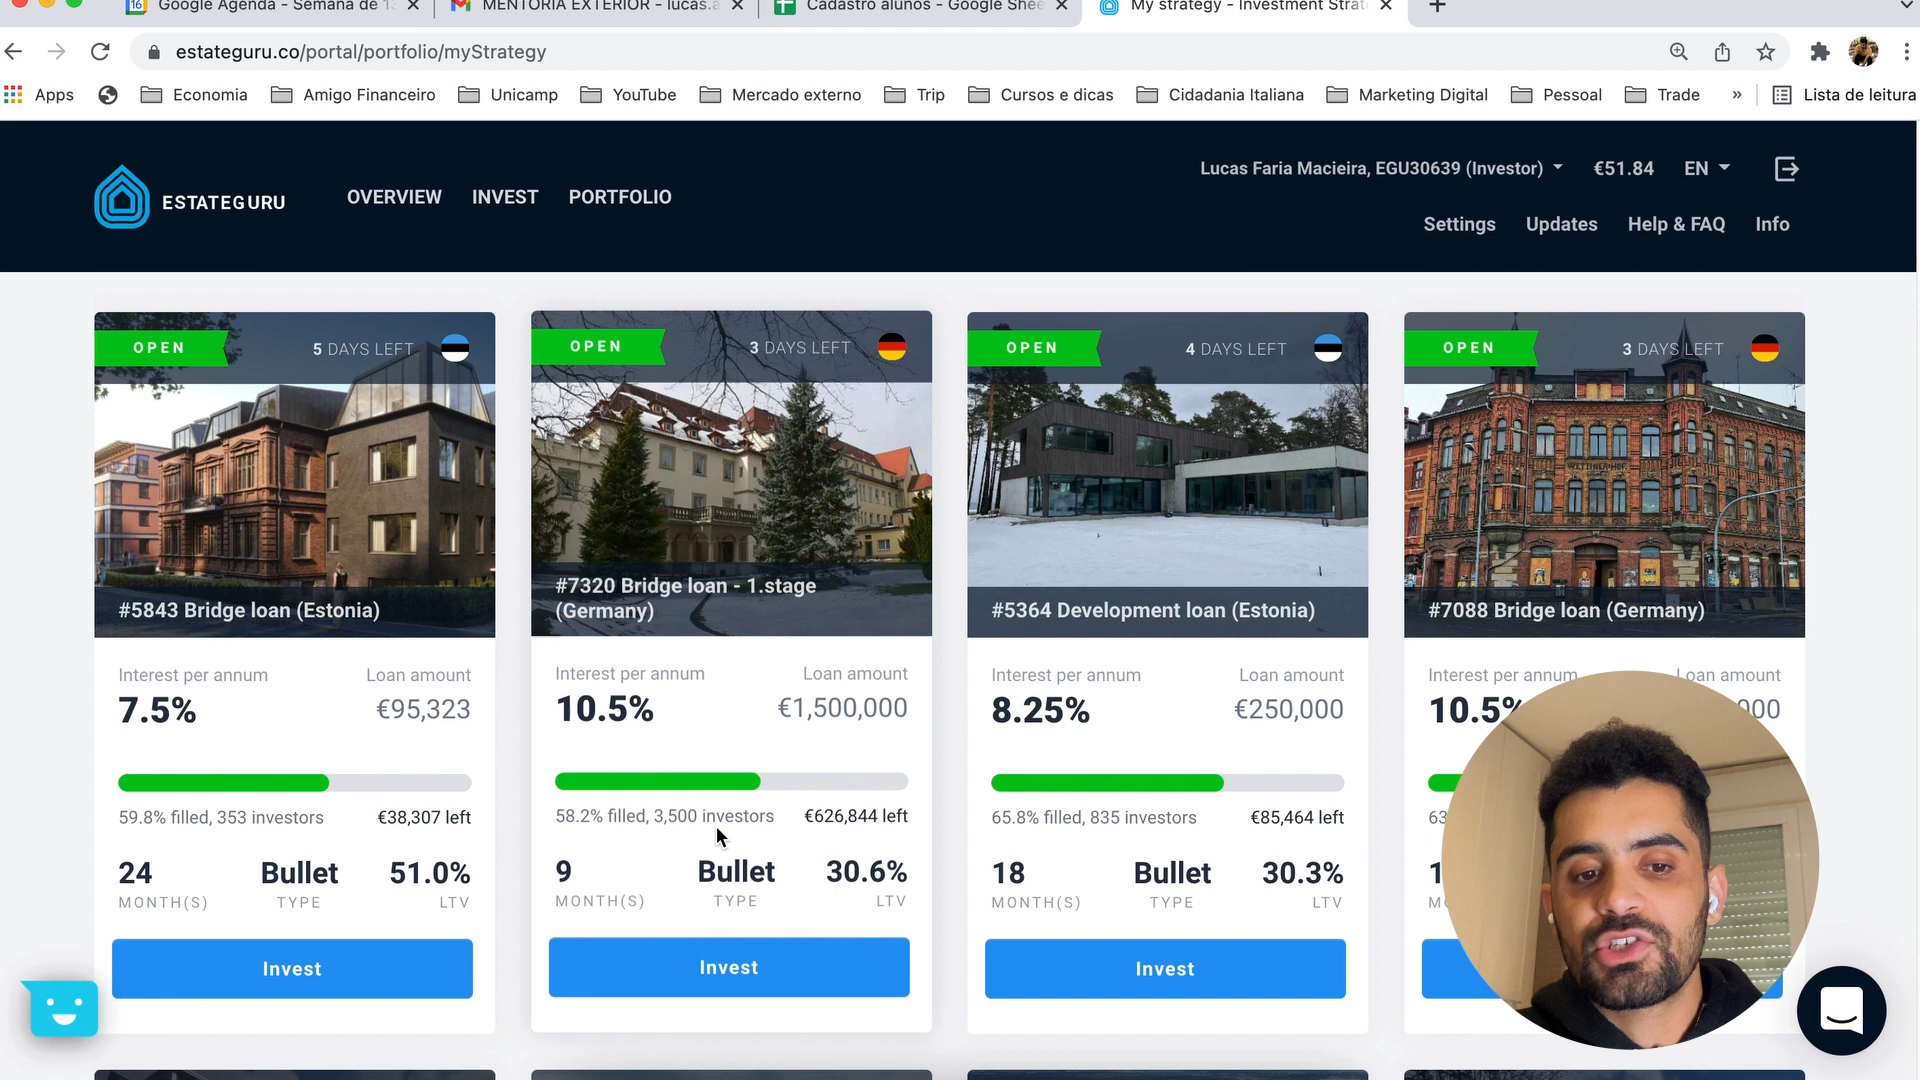 Google Agenda - Semana de 13
MENTORIA EXTERIOR - lucas.a
Cadastro alunos - Google Shee
My strategy - Investment Strat
estateguru.co/portal/portfolio/myStrategy
Apps
Economia
Amigo Financeiro
Unicamp
YouTube
Mercado externo
Trip
Cursos e dicas
Cidadania Italiana
Marketing Digital
Pessoal
Trade
»
Lista de leitura
ESTATEGURU
OVERVIEW INVEST PORTFOLIO
Lucas Faria Macieira, EGU30639 (Investor) €51.84 EN
Settings Updates Help & FAQ Info
OPEN
5 DAYS LEFT
#5843 Bridge loan (Estonia)
Interest per annum Loan amount
7.5% €95,323
59.8% filled, 353 investors €38,307 left
24 Bullet 51.0%
MONTH(S) TYPE LTV
Invest
OPEN
3 DAYS LEFT
#7320 Bridge loan - 1.stage
(Germany)
Interest per annum Loan amount
10.5% €1,500,000
58.2% filled, 3,500 investors €626,844 left
9 Bullet 30.6%
MONTH(S) TYPE LTV
Invest
OPEN
4 DAYS LEFT
#5364 Development loan (Estonia)
Interest per annum Loan amount
8.25% €250,000
65.8% filled, 835 investors €85,464 left
18 Bullet 30.3%
MONTH(S) TYPE LTV
Invest
OPEN
3 DAYS LEFT
WETTINER HOF
#7088 Bridge loan (Germany)
Interest per annum Loan amount
10.5%